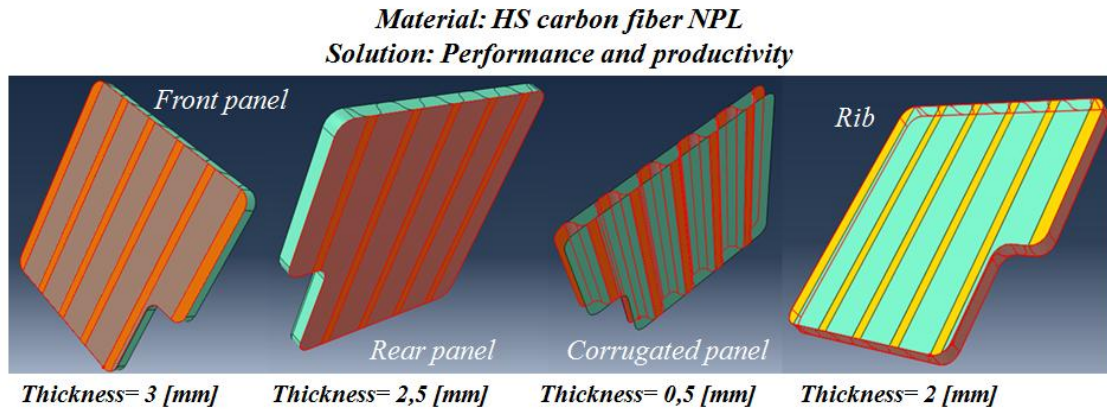 Material: HS carbon fiber NPL
Solution: Performance and productivity
Front panel
Rear panel
Corrugated panel
Rib
Thickness= 3 [mm]
Thickness= 2,5 [mm]
Thickness= 0,5 [mm]
Thickness= 2 [mm]